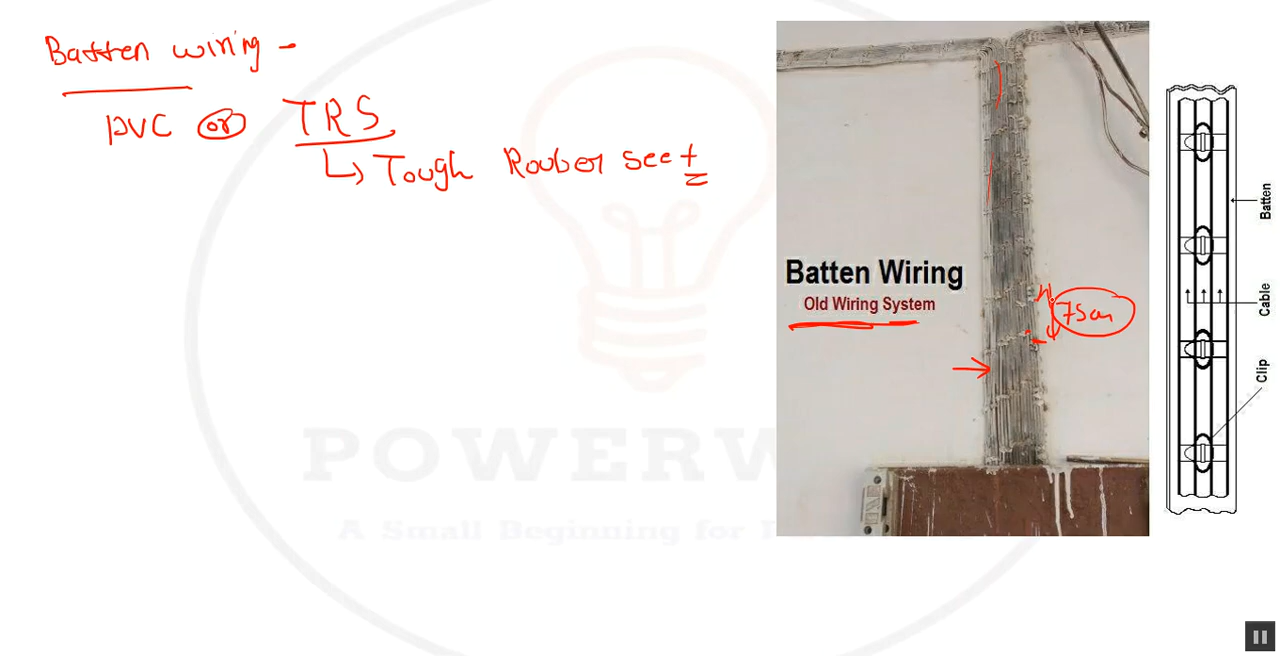 Batten wiring -
PVC or TRS
↳ Tough Rouber seet
Batten Wiring
Old Wiring System
75cm
Batten
Cable
Clip
POWERW
A Small Beginning for